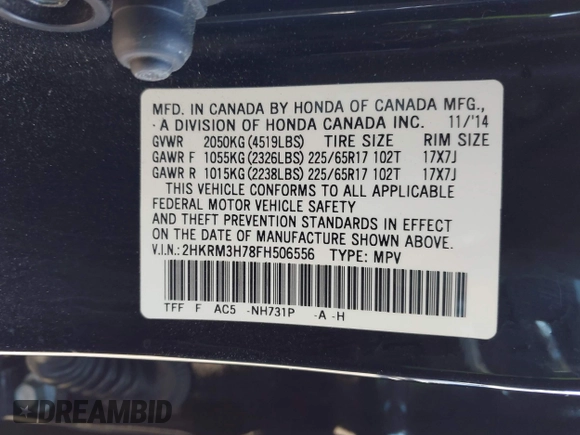 MFD. IN CANADA BY HONDA OF CANADA MFG.,
-A DIVISION OF HONDA CANADA INC. 11/'14
GVWR 2050KG (4519LBS) TIRE SIZE RIM SIZE
GAWR F 1055KG (2326LBS) 225/65R17 102T 17X7J
GAWR R 1015KG (2238LBS) 225/65R17 102T 17X7J
THIS VEHICLE CONFORMS TO ALL APPLICABLE
FEDERAL MOTOR VEHICLE SAFETY
AND THEFT PREVENTION STANDARDS IN EFFECT
ON THE DATE OF MANUFACTURE SHOWN ABOVE.
V.I.N.: 2HKRM3H78FH506556 TYPE: MPV
TFF F AC5 -NH731P -A -H
DREAMBID